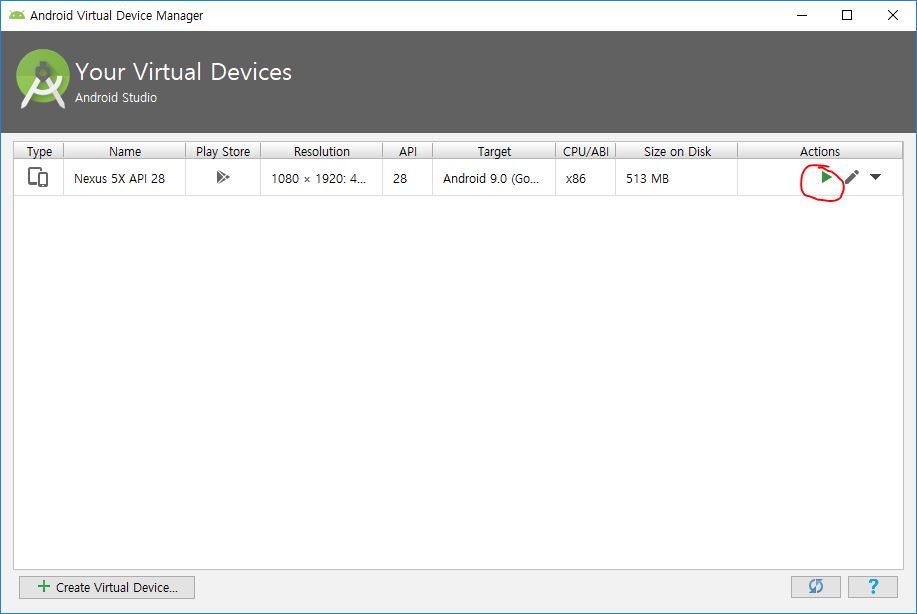 Android Virtual Device Manager
Your Virtual Devices
Android Studio
Type Name Play Store Resolution API Target CPU/ABI Size on Disk Actions
Nexus 5X API 28 1080 × 1920: 4... 28 Android 9.0 (Go... x86 513 MB
Create Virtual Device...
?